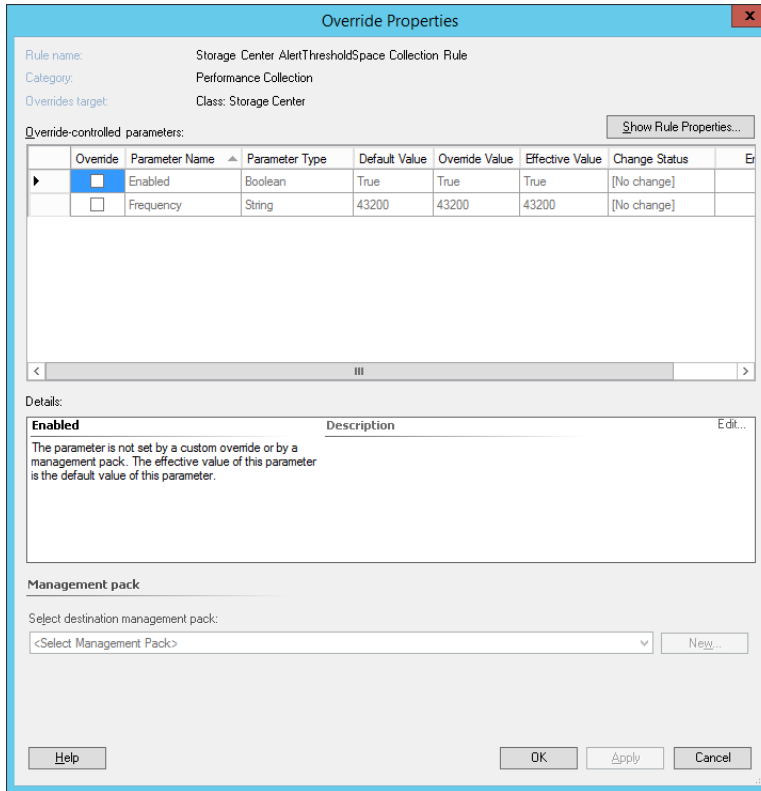 Override Properties
x
Rule name: Storage Center AlertThresholdSpace Collection Rule
Category: Performance Collection
Overrides target: Class: Storage Center
Override-controlled parameters:
Show Rule Properties...
Override Parameter Name Parameter Type Default Value Override Value Effective Value Change Status En
Enabled Boolean True True True [No change]
Frequency String 43200 43200 43200 [No change]
Details:
Enabled Description Edit...
The parameter is not set by a custom override or by a
management pack. The effective value of this parameter
is the default value of this parameter.
Management pack
Select destination management pack:
<Select Management Pack> New...
Help OK Apply Cancel